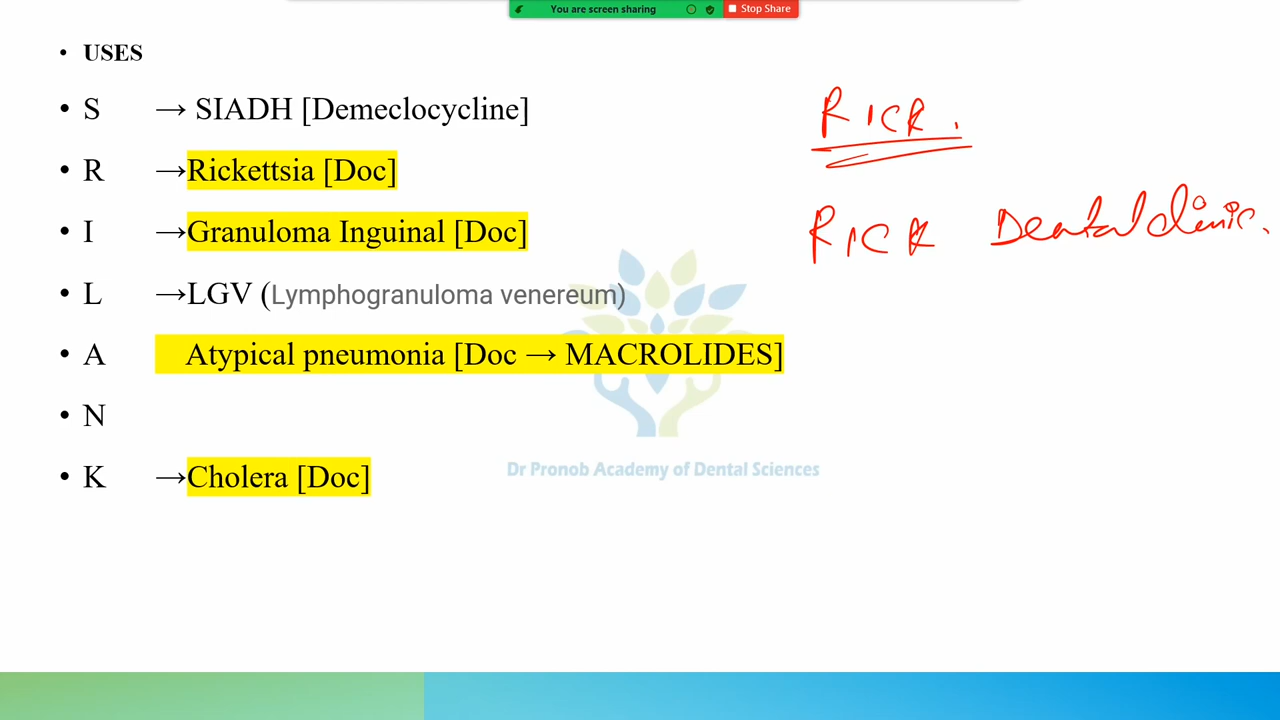 You are screen sharing Stop Share
• USES
• S → SIADH [Demeclocycline]
• R →Rickettsia [Doc]
• I →Granuloma Inguinal [Doc]
• L →LGV (Lymphogranuloma venereum)
• A Atypical pneumonia [Doc → MACROLIDES]
• N
• K →Cholera [Doc]
RICK.
RICK Dental clinic.
Dr Pronob Academy of Dental Sciences